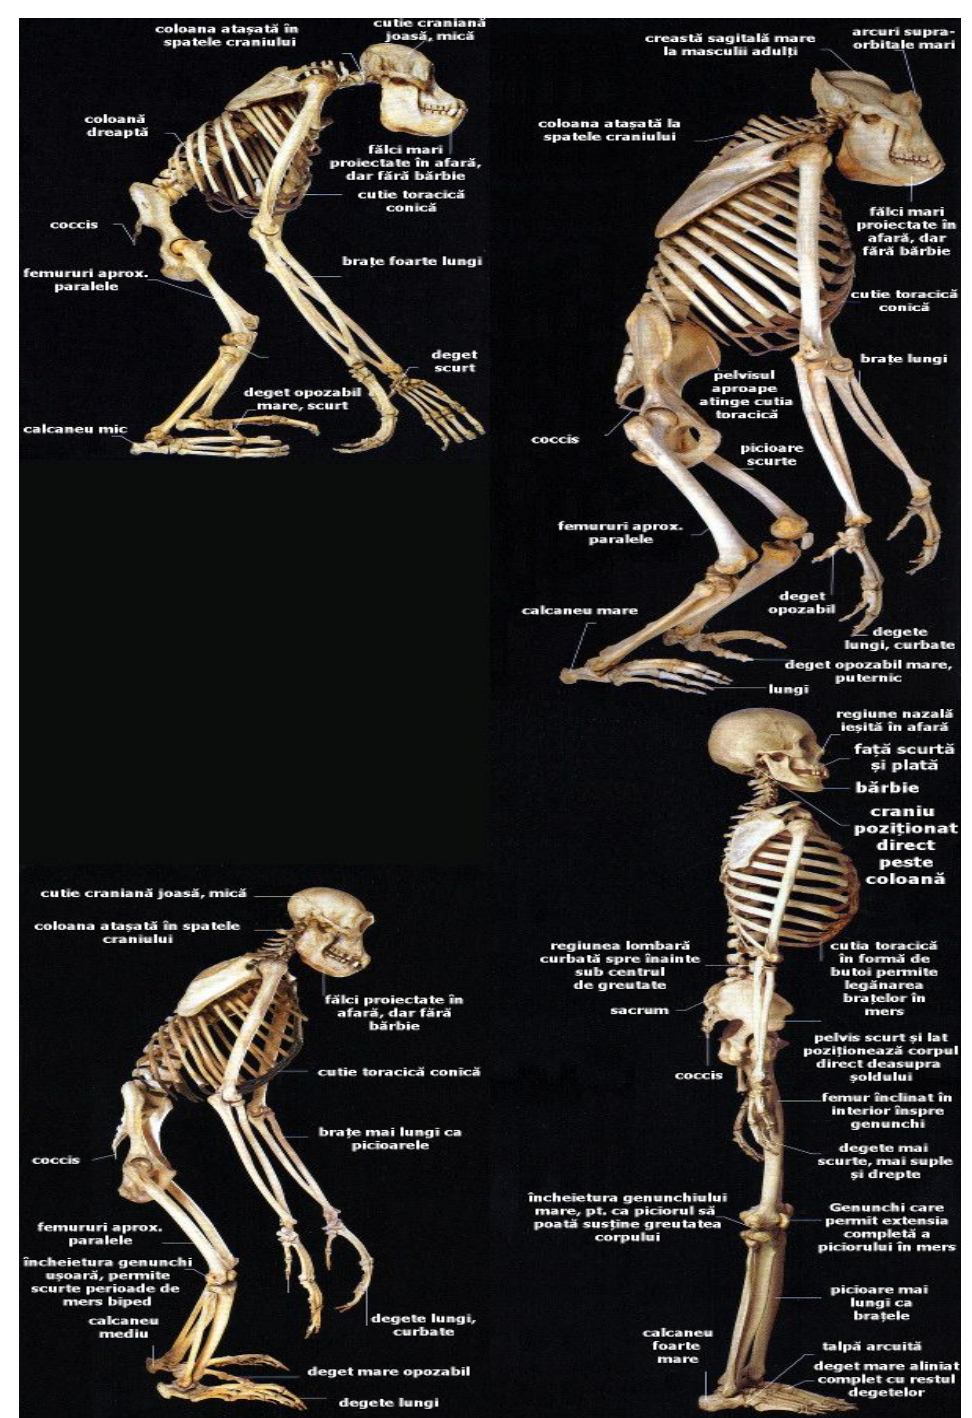 coloana atașată în
spatele craniului
cutie craniană
joasă, mică
coloană
dreaptă
fălci mari
proiectate în afară,
dar fără bărbie
cutie toracică
conică
coccis
femururi aprox.
paralele
brațe foarte lungi
deget
scurt
deget opozabil
mare, scurt
calcaneu mic
creastă sagitală mare
la masculii adulți
arcuri supra-
orbitale mari
coloana atașată la
spatele craniului
fălci mari
proiectate în
afară, dar
fără bărbie
cutie toracică
conică
brațe lungi
pelvisul
aproape
atinge cutia
toracică
coccis
picioare
scurte
femururi aprox.
paralele
deget
opozabil
calcaneu mare
degete
lungi, curbate
deget opozabil mare,
puternic
lungi
cutie craniană joasă, mică
coloana atașată în spatele
craniului
fălci proiectate în
afară, dar fără
bărbie
cutie toracică conică
brațe mai lungi ca
picioarele
coccis
femururi aprox.
paralele
încheietura genunchi
ușoară, permite
scurte perioade de
mers biped
calcaneu
mediu
degete lungi,
curbate
deget mare opozabil
degete lungi
regiune nazală
ieșită în afară
față scurtă
și plată
bărbie
craniu
poziționat
direct
peste
coloană
regiunea lombară
curbată spre înainte
sub centrul
de greutate
cutia toracică
în formă de
butoi permite
legănarea
brațelor în
mers
sacrum
pelvis scurt și lat
poziționează corpul
direct deasupra
șoldului
coccis
femur înclinat în
interior înspre
genunchi
degete mai
scurte, mai suple
și drepte
încheietura genunchiului
mare, pt. ca piciorul să
poată susține greutatea
corpului
Genunchi care
permit extensia
completă a
piciorului în mers
picioare mai
lungi ca
brațele
calcaneu
foarte
mare
talpă arcuită
deget mare aliniat
complet cu restul
degetelor